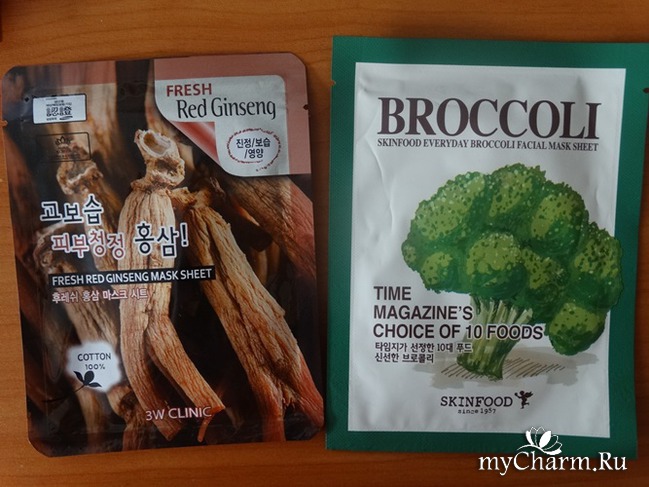 FRESH
Red Ginseng
진정/보습
/영양
認證
고보습
피부청정 홍삼!
FRESH RED GINSENG MASK SHEET
후레쉬 홍삼 마스크 시트
COTTON
100%
3W CLINIC
BROCCOLI
SKINFOOD EVERYDAY BROCCOLI FACIAL MASK SHEET
TIME
MAGAZINE'S
CHOICE OF 10 FOODS
타임지가 선정한 10대 푸드
신선한 브로콜리
SKINFOOD
since 1957
myCharm.Ru